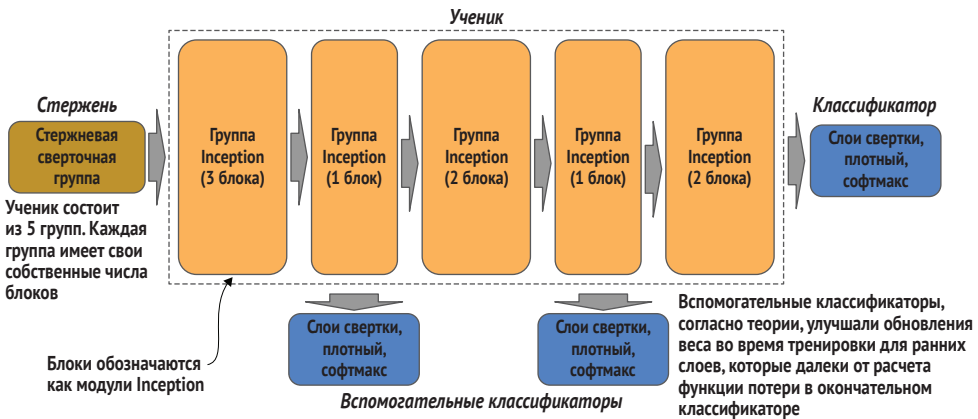 Ученик
Стержень
Стержневая
сверточная
группа
Ученик состоит
из 5 групп. Каждая
группа имеет свои
собственные числа
блоков
Группа
Inception
(3 блока)
Группа
Inception
(1 блок)
Группа
Inception
(2 блока)
Группа
Inception
(1 блок)
Группа
Inception
(2 блока)
Классификатор
Слои свертки,
плотный,
софтмакс
Блоки обозначаются
как модули Inception
Слои свертки,
плотный,
софтмакс
Слои свертки,
плотный,
софтмакс
Вспомогательные классификаторы
Вспомогательные классификаторы,
согласно теории, улучшали обновления
веса во время тренировки для ранних
слоев, которые далеки от расчета
функции потери в окончательном
классификаторе